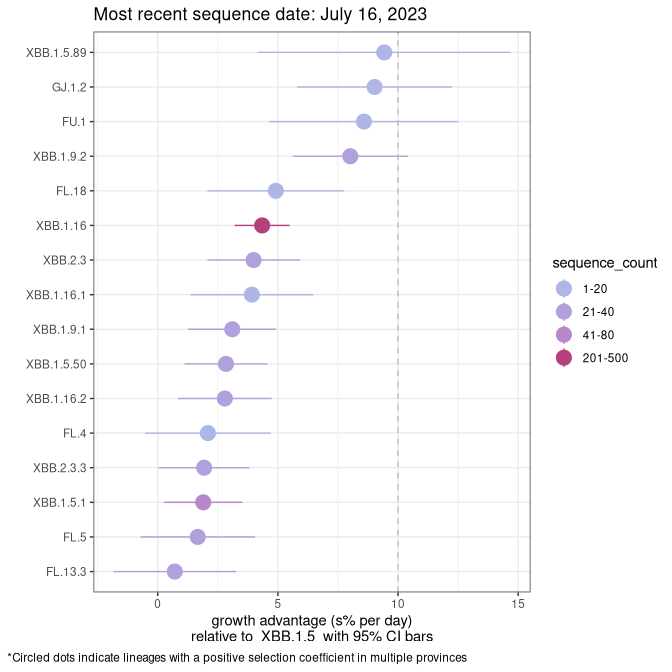 Most recent sequence date: July 16, 2023
XBB.1.5.89
GJ.1.2
FU.1
XBB.1.9.2
FL.18
XBB.1.16
XBB.2.3
XBB.1.16.1
XBB.1.9.1
XBB.1.5.50
XBB.1.16.2
FL.4
XBB.2.3.3
XBB.1.5.1
FL.5
FL.13.3
0 5 10 15
growth advantage (s% per day)
relative to XBB.1.5 with 95% CI bars
sequence_count
1-20
21-40
41-80
201-500
*Circled dots indicate lineages with a positive selection coefficient in multiple provinces